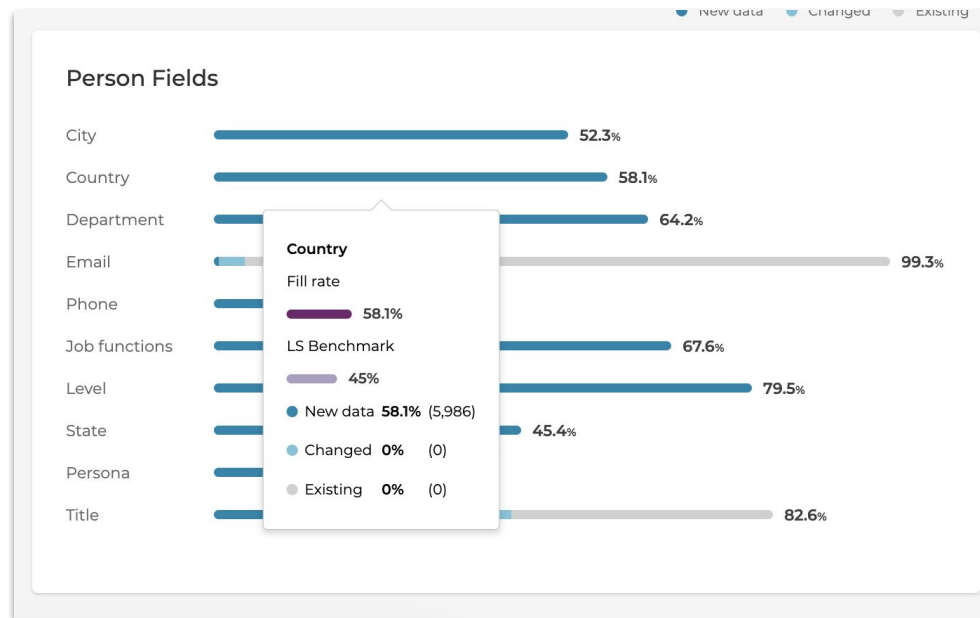 New data Changed Existing
Person Fields
City 52.3%
Country 58.1%
Department 64.2%
Email 99.3%
Phone
Job functions 67.6%
Level 79.5%
State 45.4%
Persona
Title 82.6%
Country
Fill rate
58.1%
LS Benchmark
45%
New data 58.1% (5,986)
Changed 0% (0)
Existing 0% (0)